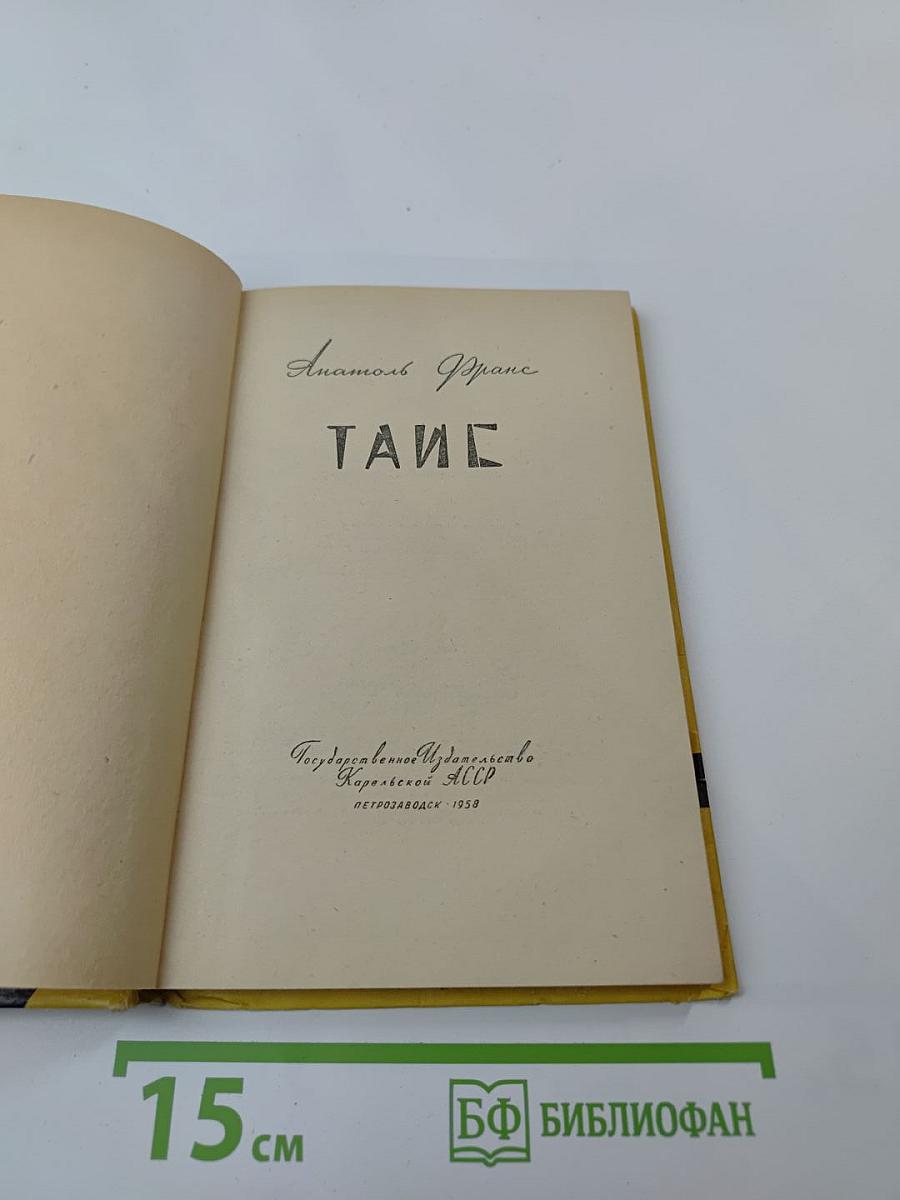 Анатоль Франс
ТАИС
Государственное Издательство
Карельской АССР
ПЕТРОЗАВОДСК · 1958
15 см
БФ БИБЛИОФАН